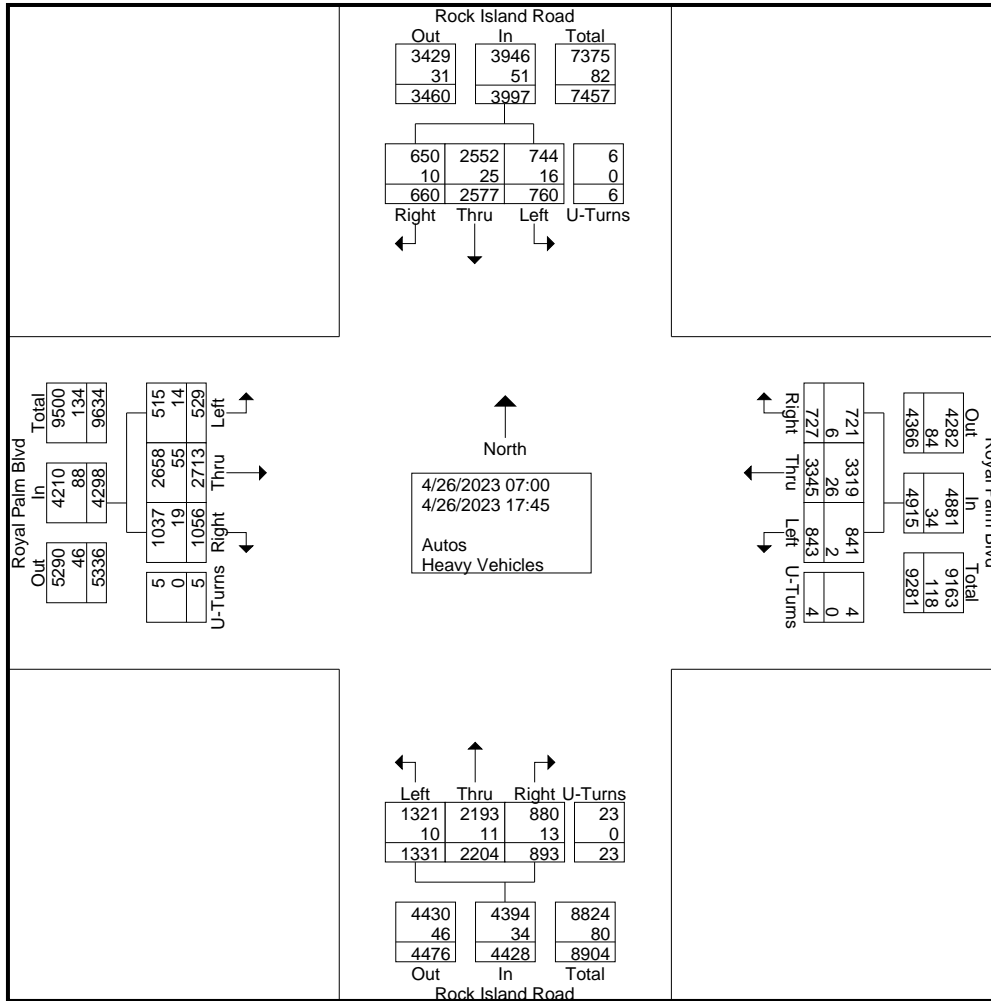 Rock Island Road
Out In Total
3429 3946 7375
31 51 82
3460 3997 7457
650 2552 744 6
10 25 16 0
660 2577 760 6
Right Thru Left U-Turns
Royal Palm Blvd
Total In Out
9500 4210 5290
134 88 46
9634 4298 5336
515 2658 1037 5
14 55 19 0
529 2713 1056 5
Left Thru Right U-Turns
North
4/26/2023 07:00
4/26/2023 17:45
Autos
Heavy Vehicles
Royal Palm Blvd
Out In Total
4282 4881 9163
84 34 118
4366 4915 9281
721 3319 841 4
6 26 2 0
727 3345 843 4
Right Thru Left U-Turns
Left Thru Right U-Turns
1321 2193 880 23
10 11 13 0
1331 2204 893 23
4430 4394 8824
46 34 80
4476 4428 8904
Out In Total
Rock Island Road